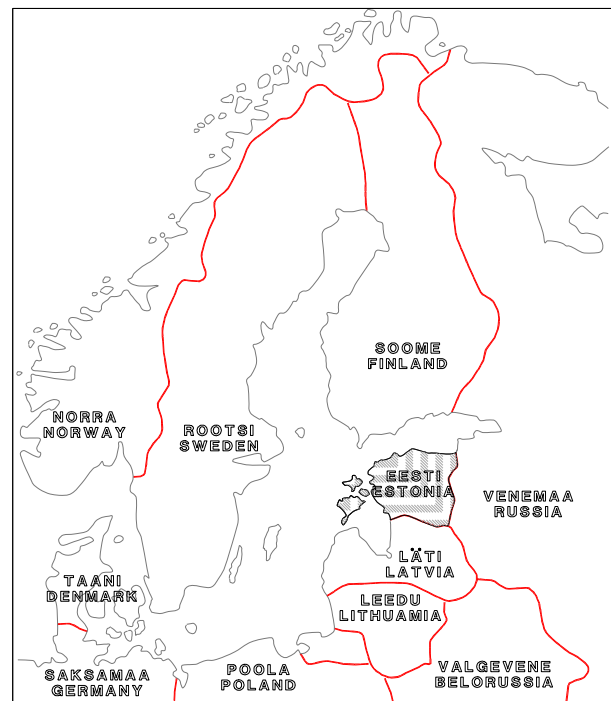 SOOME
FINLAND
NORRA
NORWAY
ROOTSI
SWEDEN
EESTI
ESTONIA
VENEMAA
RUSSIA
LÄTI
LATVIA
TAANI
DENMARK
LEEDU
LITHUAMIA
SAKSAMAA
GERMANY
POOLA
POLAND
VALGEVENE
BELORUSSIA